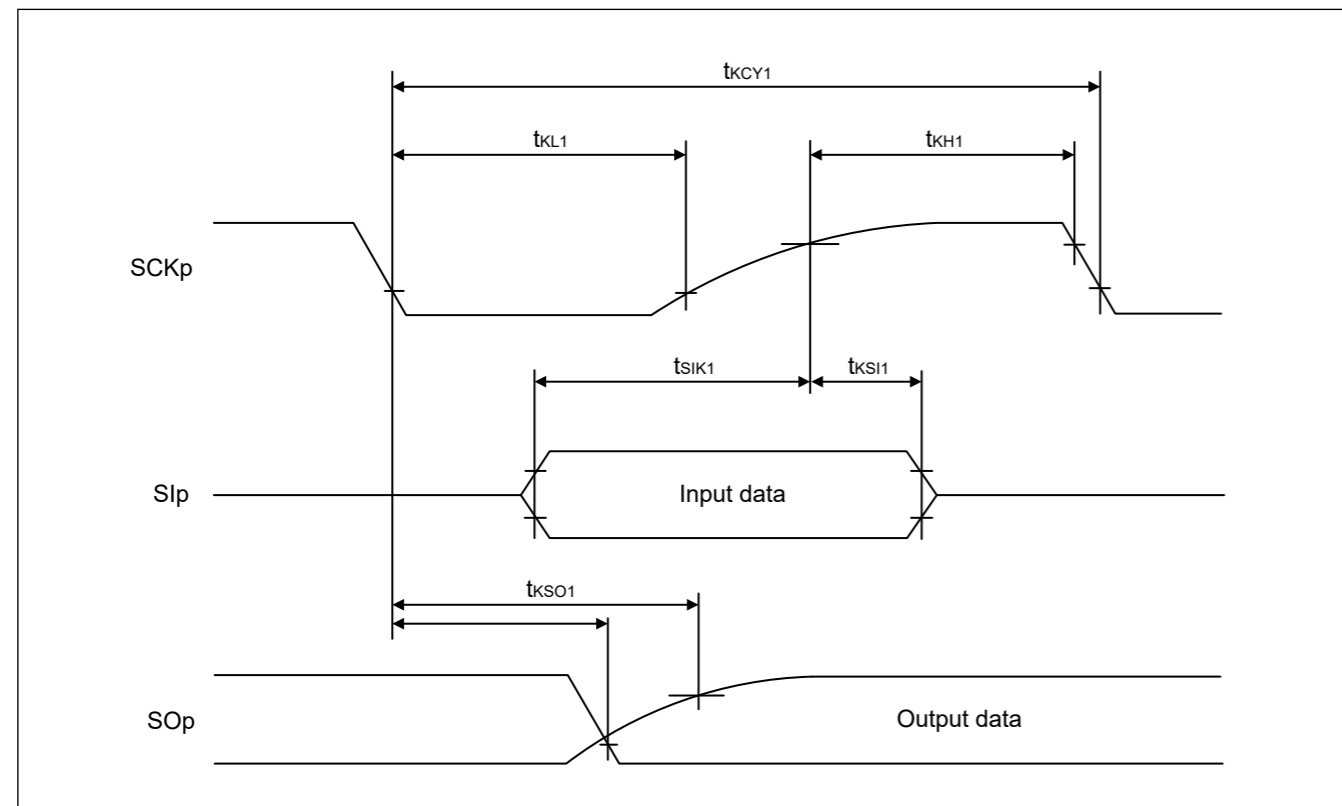 tKCY1
tKL1
tKH1
SCKp
tSIK1
tKSI1
SIp
Input data
tKSO1
SOp
Output data